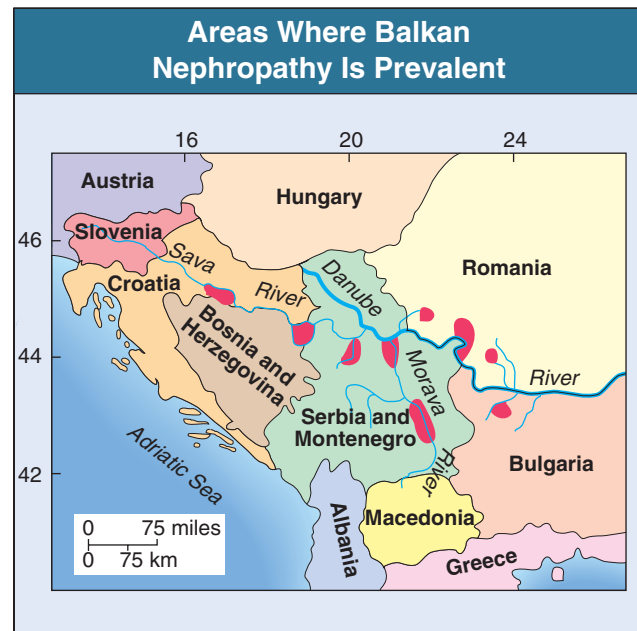 Areas Where Balkan
Nephropathy Is Prevalent
16 20 24
46
44
42
Austria
Hungary
Slovenia
Romania
Croatia
Sava
River
Danube
River
Bosnia and
Herzegovina
Morava
River
Serbia and
Montenegro
Bulgaria
Adriatic Sea
Albania
Macedonia
Greece
0 75 miles
0 75 km